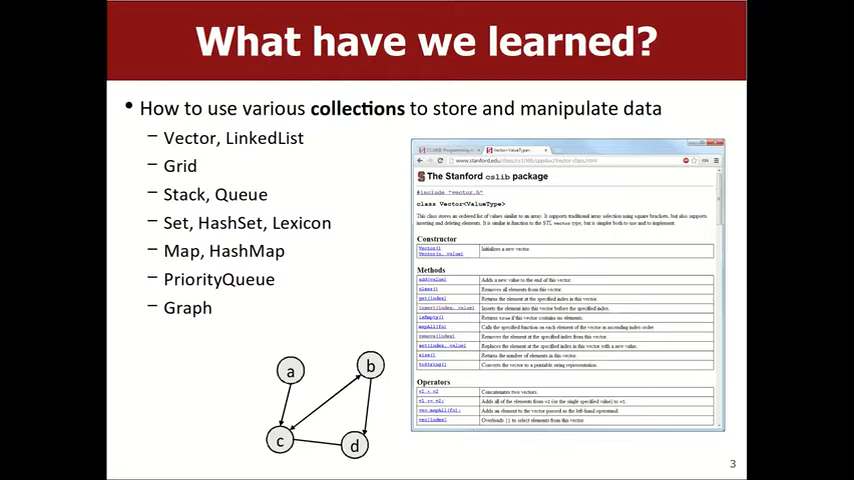 What have we learned?
• How to use various collections to store and manipulate data
– Vector, LinkedList
– Grid
– Stack, Queue
– Set, HashSet, Lexicon
– Map, HashMap
– PriorityQueue
– Graph
a
b
c
d
www.stanford.edu/class/cs106b/cppdoc/Vector-class.html
The Stanford cslib package
#include "vector.h"
class Vector<ValueType>
This class stores an ordered list of values similar to an array. It supports traditional array selection using square brackets, but also supports
inserting and deleting elements. It is similar in function to the STL vector type, but is simpler both to use and to implement.
Constructor
Vector() Initializes a new vector.
Vector(n, value)
Methods
add(value) Adds a new value to the end of this vector.
clear() Removes all elements from this vector.
get(index) Returns the element at the specified index in this vector.
insert(index, value) Inserts the element into this vector before the specified index.
isEmpty() Returns true if this vector contains no elements.
mapAll(fn) Calls the specified function on each element of the vector in ascending index order.
remove(index) Removes the element at the specified index from this vector.
set(index, value) Replaces the element at the specified index in this vector with a new value.
size() Returns the number of elements in this vector.
toString() Converts the vector to a printable string representation.
Operators
v1 + v2 Concatenates two vectors.
v1 += v2; Adds all of the elements from v2 (or the single specified value) to v1.
Adds an element to the vector passed as the left-hand operand.
vec[index] Overloads [] to select elements from this vector.
3